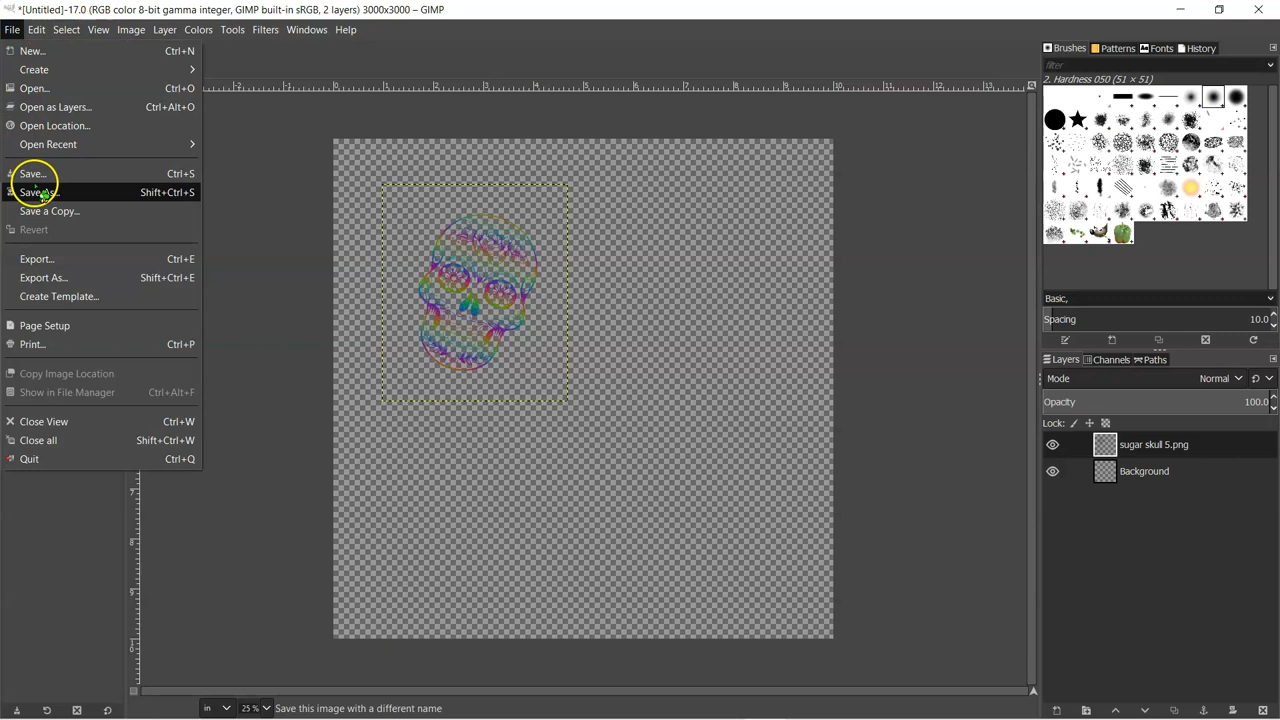 *[Untitled]-17.0 (RGB color 8-bit gamma integer, GIMP built-in sRGB, 2 layers) 3000x3000 – GIMP
File Edit Select View Image Layer Colors Tools Filters Windows Help
New... Ctrl+N
Create
Open... Ctrl+O
Open as Layers... Ctrl+Alt+O
Open Location...
Open Recent
Save... Ctrl+S
Save As... Shift+Ctrl+S
Save a Copy...
Revert
Export... Ctrl+E
Export As... Shift+Ctrl+E
Create Template...
Page Setup
Print... Ctrl+P
Copy Image Location
Show in File Manager Ctrl+Alt+F
Close View Ctrl+W
Close all Shift+Ctrl+W
Quit Ctrl+Q
Brushes Patterns Fonts History
filter
2. Hardness 050 (51 × 51)
Basic,
Spacing 10.0
Layers Channels Paths
Mode Normal
Opacity 100.0
Lock:
sugar skull 5.png
Background
in 25 % Save this image with a different name